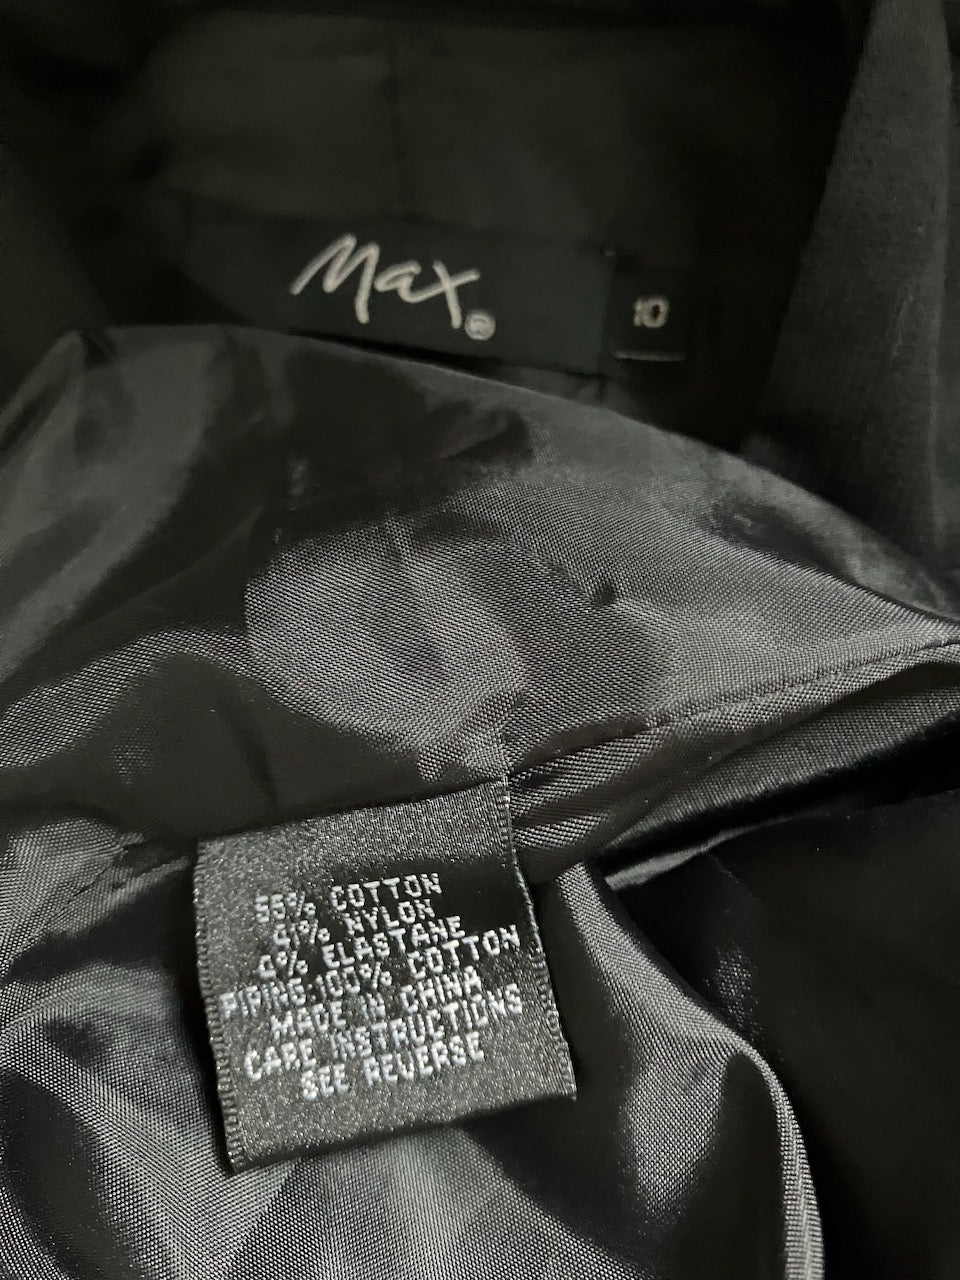 Max®
10
55% COTTON
41% NYLON
4% ELASTANE
PIPING:100% COTTON
MADE IN CHINA
CARE INSTRUCTIONS
SEE REVERSE